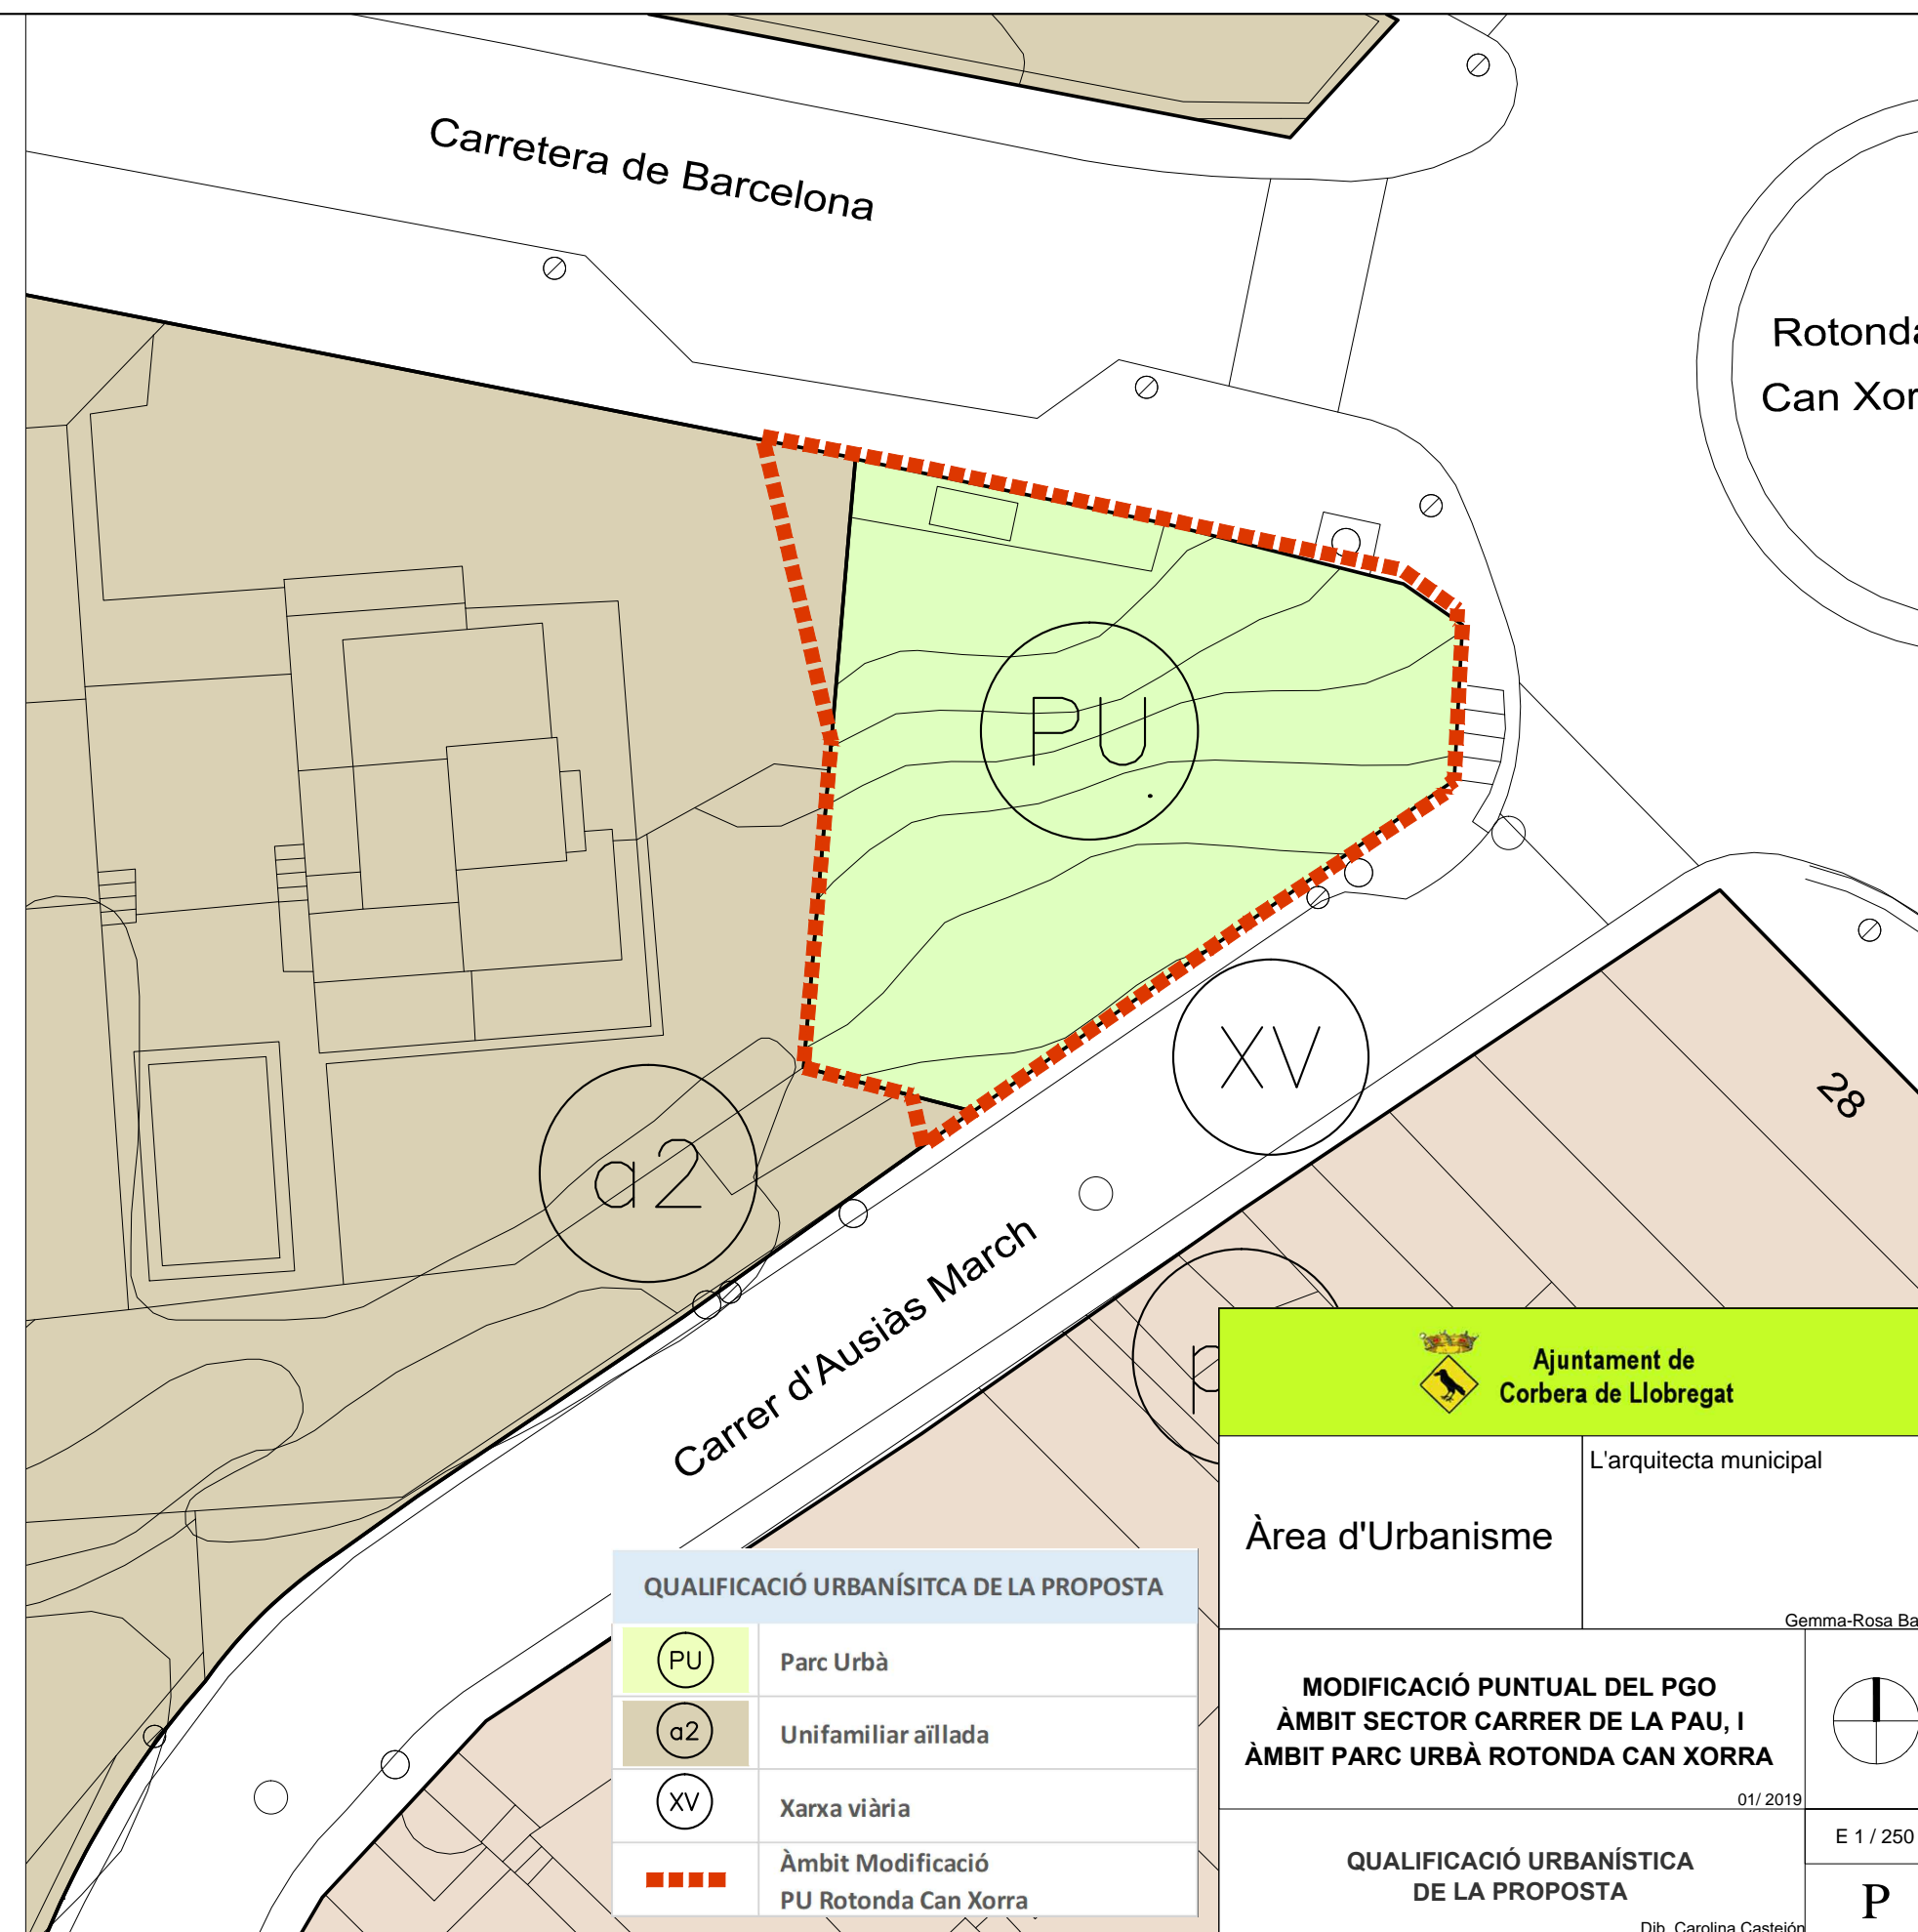 Carretera de Barcelona
Rotonda
Can Xor
PU
XV
28
a2
Carrer d'Ausiàs March
p
Ajuntament de
Corbera de Llobregat
Àrea d'Urbanisme
L'arquitecta municipal
Gemma-Rosa Ba
MODIFICACIÓ PUNTUAL DEL PGO
ÀMBIT SECTOR CARRER DE LA PAU, I
ÀMBIT PARC URBÀ ROTONDA CAN XORRA
01/ 2019
E 1 / 250
QUALIFICACIÓ URBANÍSTICA
DE LA PROPOSTA
P
Dib. Carolina Castejón
QUALIFICACIÓ URBANÍSITCA DE LA PROPOSTA
PU Parc Urbà
a2 Unifamiliar aïllada
XV Xarxa viària
Àmbit Modificació
PU Rotonda Can Xorra